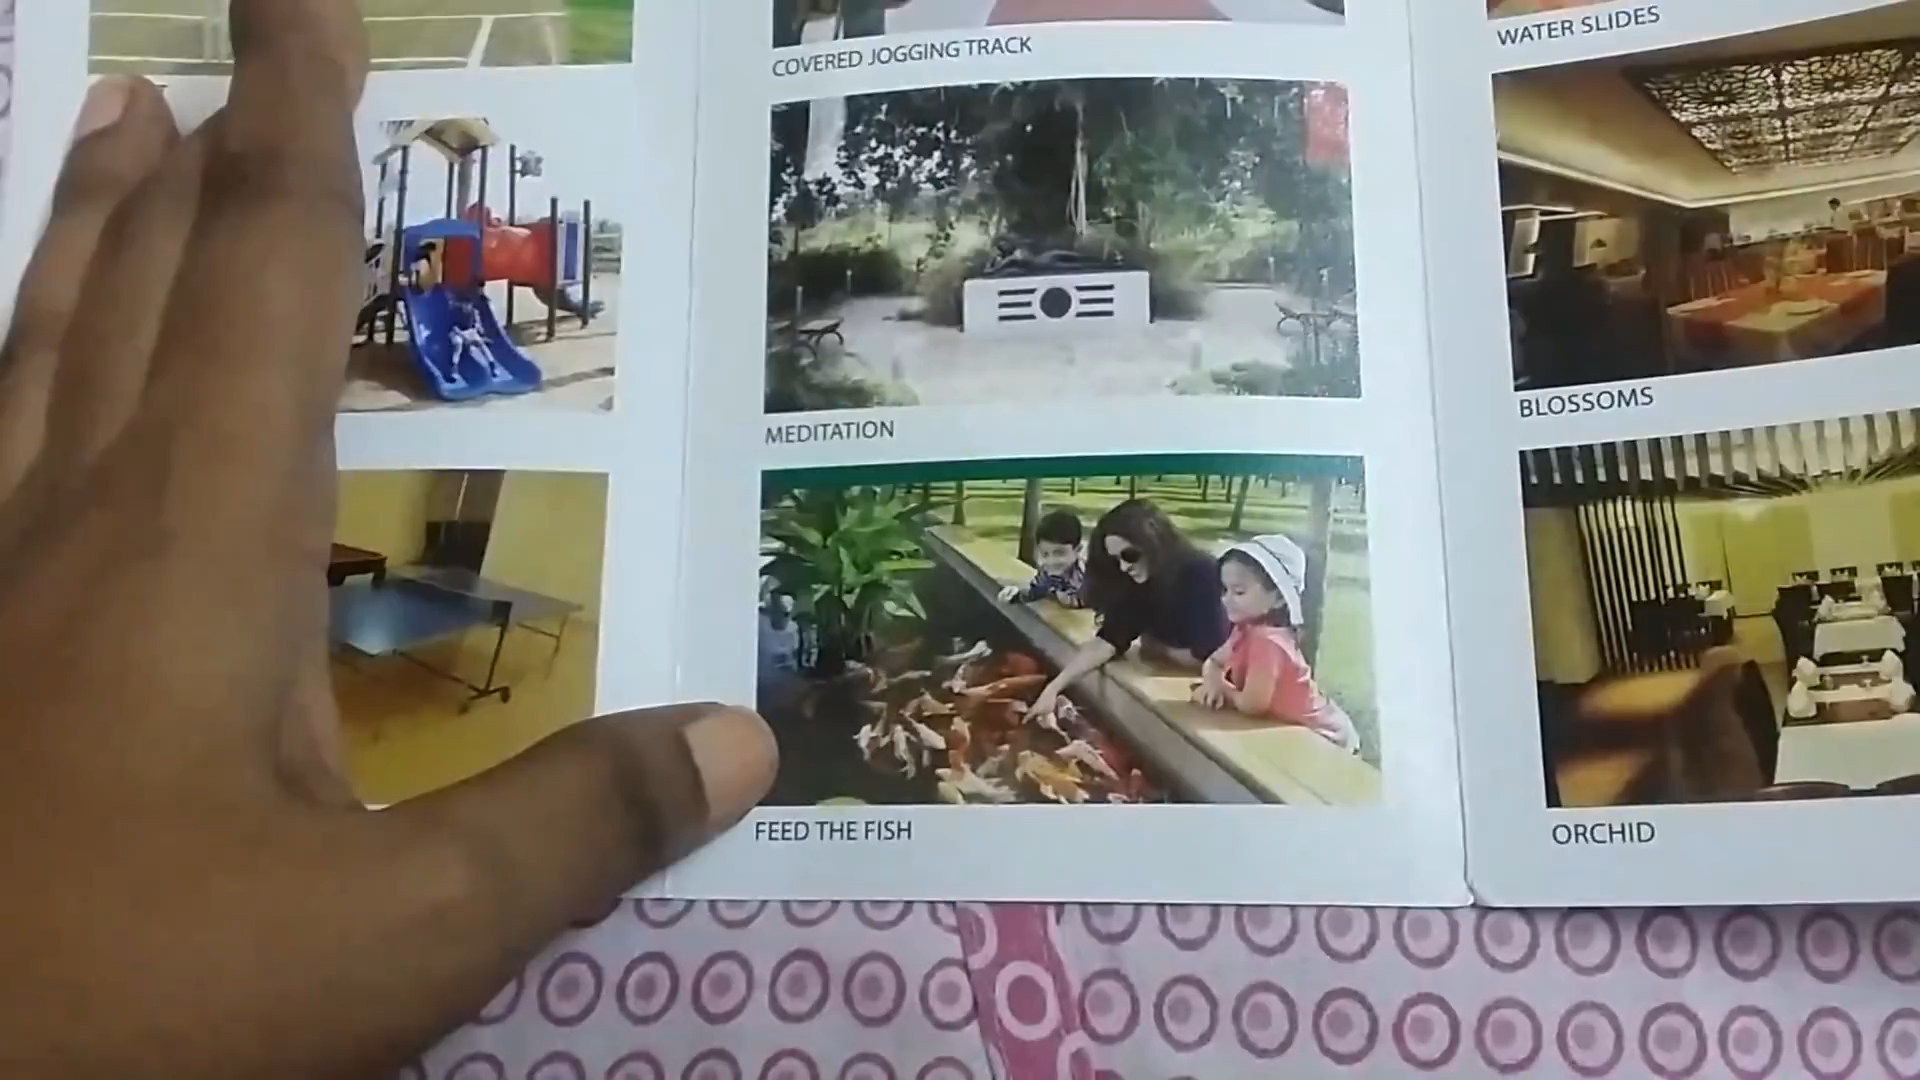 COVERED JOGGING TRACK
MEDITATION
FEED THE FISH
WATER SLIDES
BLOSSOMS
ORCHID